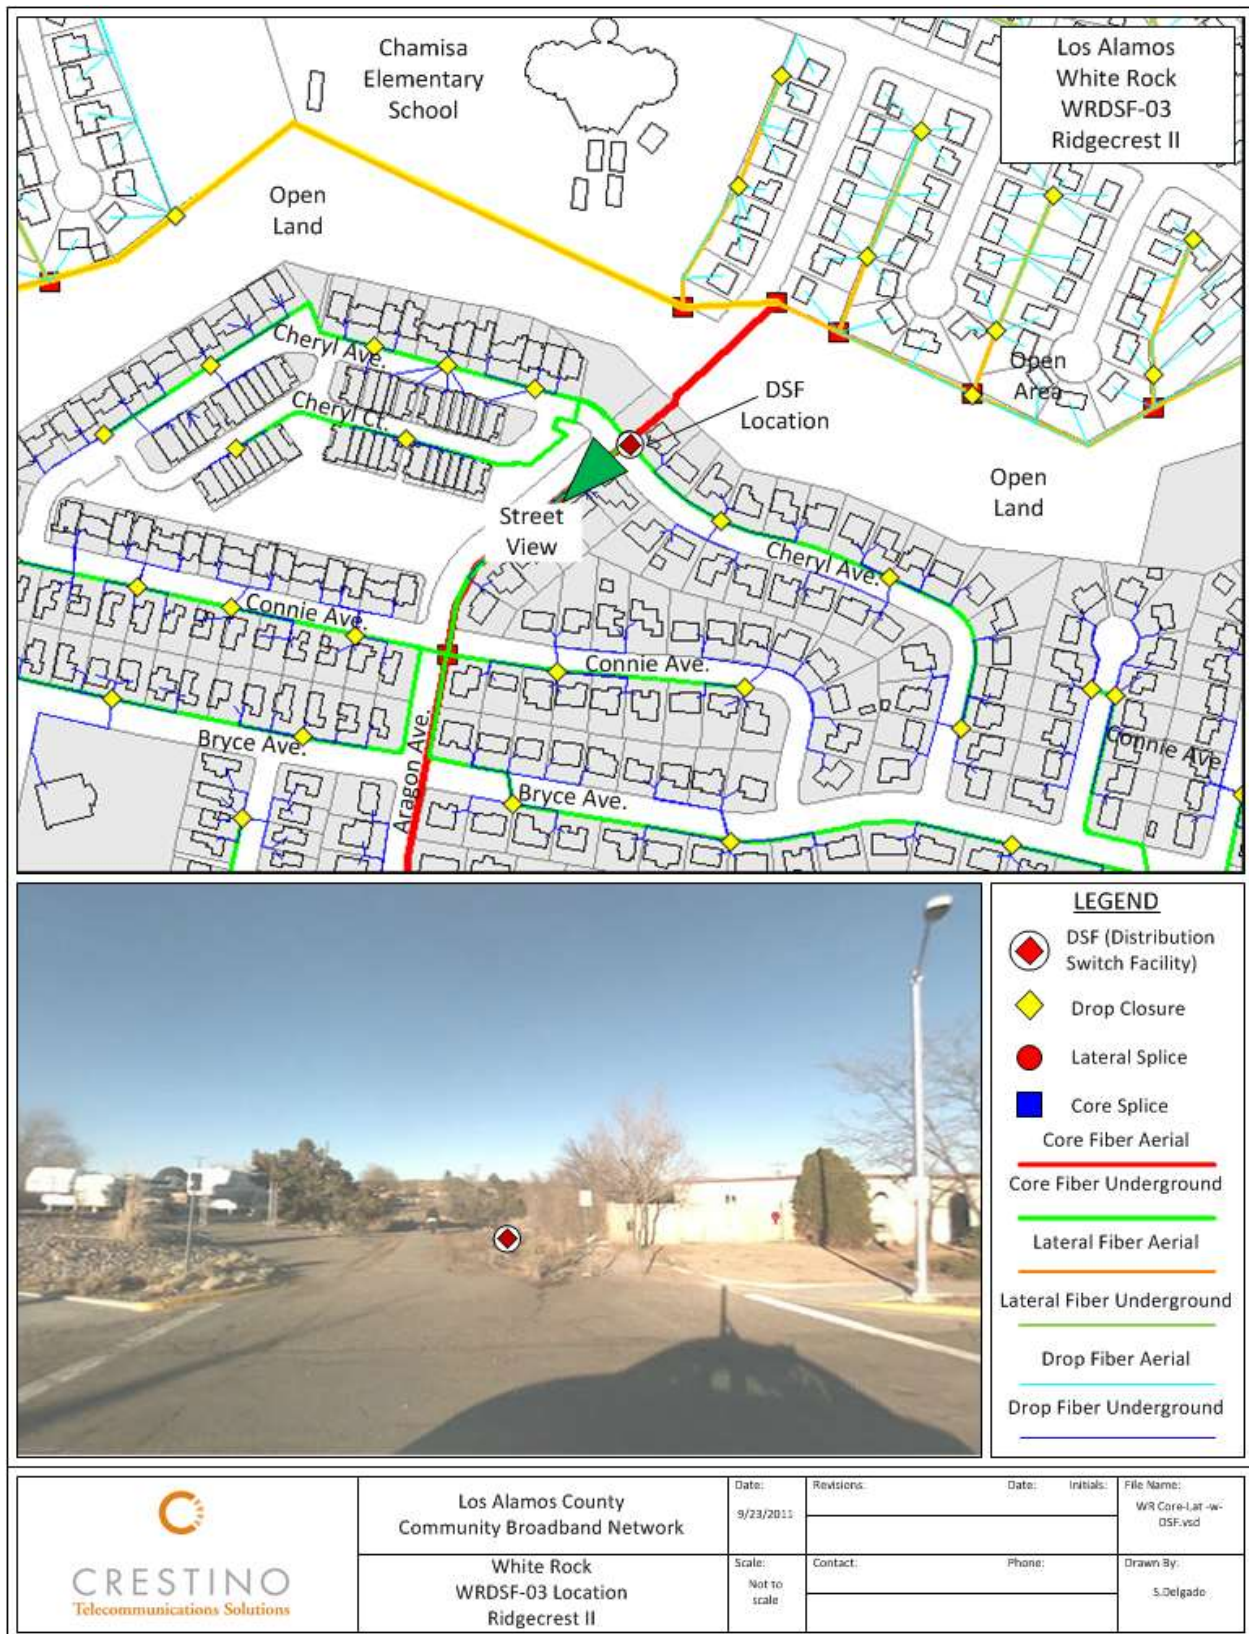 Chamisa
Elementary
School
Los Alamos
White Rock
WRDSF-03
Ridgecrest II
Open
Land
Cheryl Ave.
Cheryl Ct.
DSF
Location
Open
Area
Open
Land
Street
View
Cheryl Ave.
Connie Ave.
Connie Ave.
Connie Ave
Bryce Ave.
Aragon Ave.
Bryce Ave.
LEGEND
DSF (Distribution
Switch Facility)
Drop Closure
Lateral Splice
Core Splice
Core Fiber Aerial
Core Fiber Underground
Lateral Fiber Aerial
Lateral Fiber Underground
Drop Fiber Aerial
Drop Fiber Underground
CRESTINO
Telecommunications Solutions
Los Alamos County
Community Broadband Network
White Rock
WRDSF-03 Location
Ridgecrest II
Date:
9/23/2011
Scale:
Not to
scale
Revisions: Date: Initials:
Contact: Phone:
File Name:
WR Core-Lat -w-
DSF.vsd
Drawn By:
S.Delgado